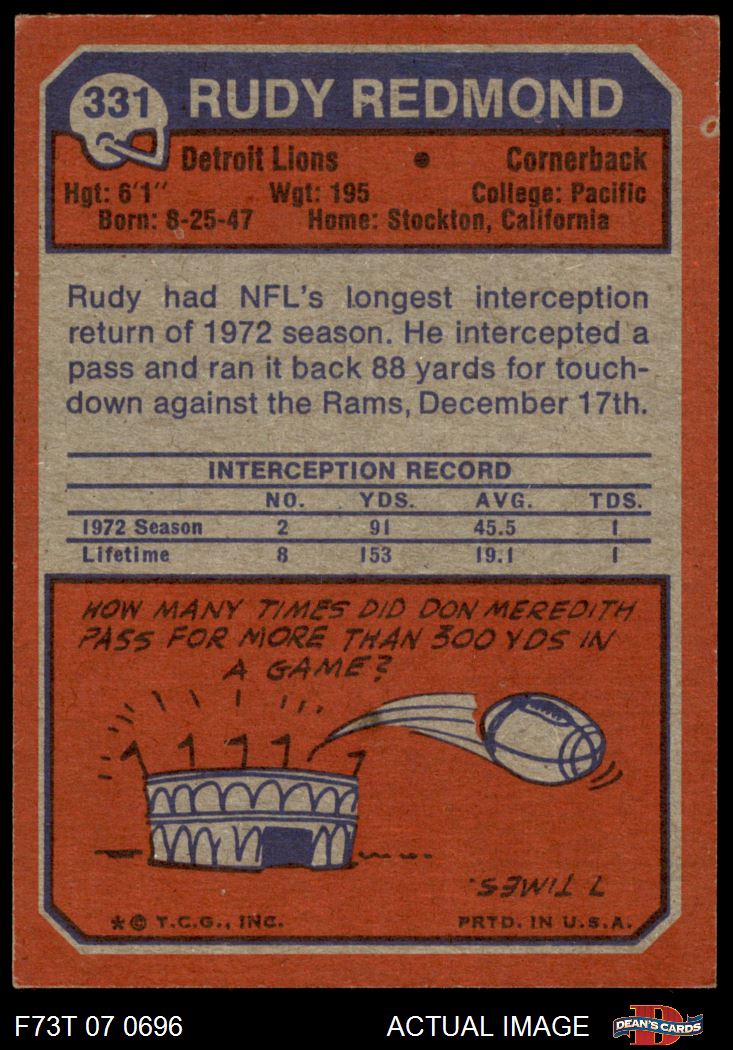 331 RUDY REDMOND
Detroit Lions • Cornerback
Hgt: 6'1" Wgt: 195 College: Pacific
Born: 8-25-47 Home: Stockton, California
Rudy had NFL's longest interception
return of 1972 season. He intercepted a
pass and ran it back 88 yards for touch-
down against the Rams, December 17th.
INTERCEPTION RECORD
NO. YDS. AVG. TDS.
1972 Season 2 91 45.5 1
Lifetime 8 153 19.1 1
HOW MANY TIMES DID DON MEREDITH
PASS FOR MORE THAN 300 YDS IN
A GAME?
7 TIMES.
* © T.C.G., INC. PRTD. IN U.S.A.
F73T 07 0696 ACTUAL IMAGE DEAN'S CARDS